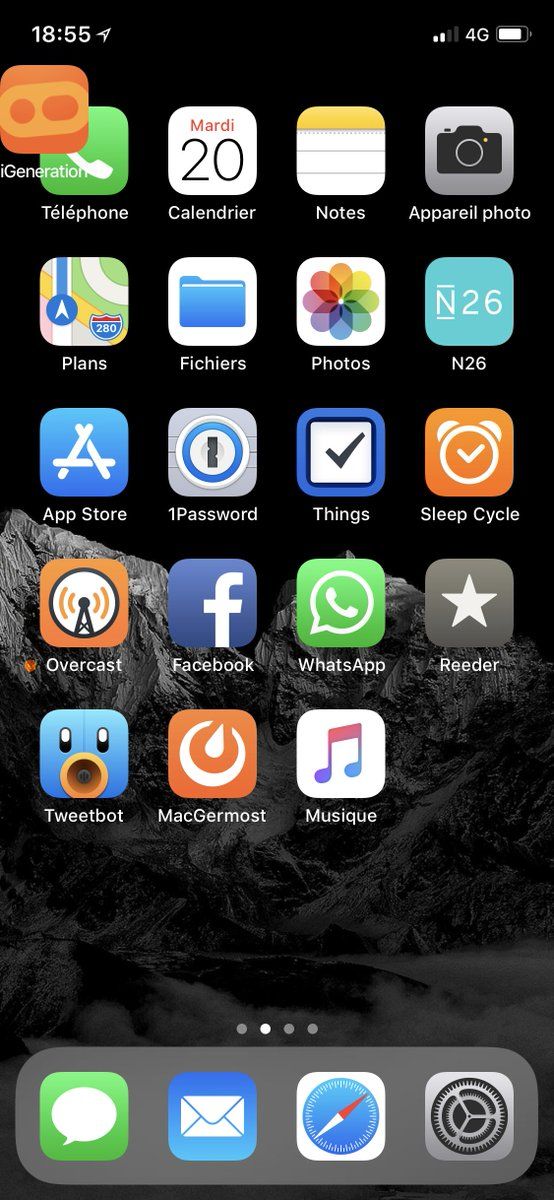 18:55
4G
iGeneration
Mardi
20
Téléphone
Calendrier
Notes
Appareil photo
280
N26
Plans
Fichiers
Photos
N26
App Store
1Password
Things
Sleep Cycle
Overcast
Facebook
WhatsApp
Reeder
Tweetbot
MacGermost
Musique